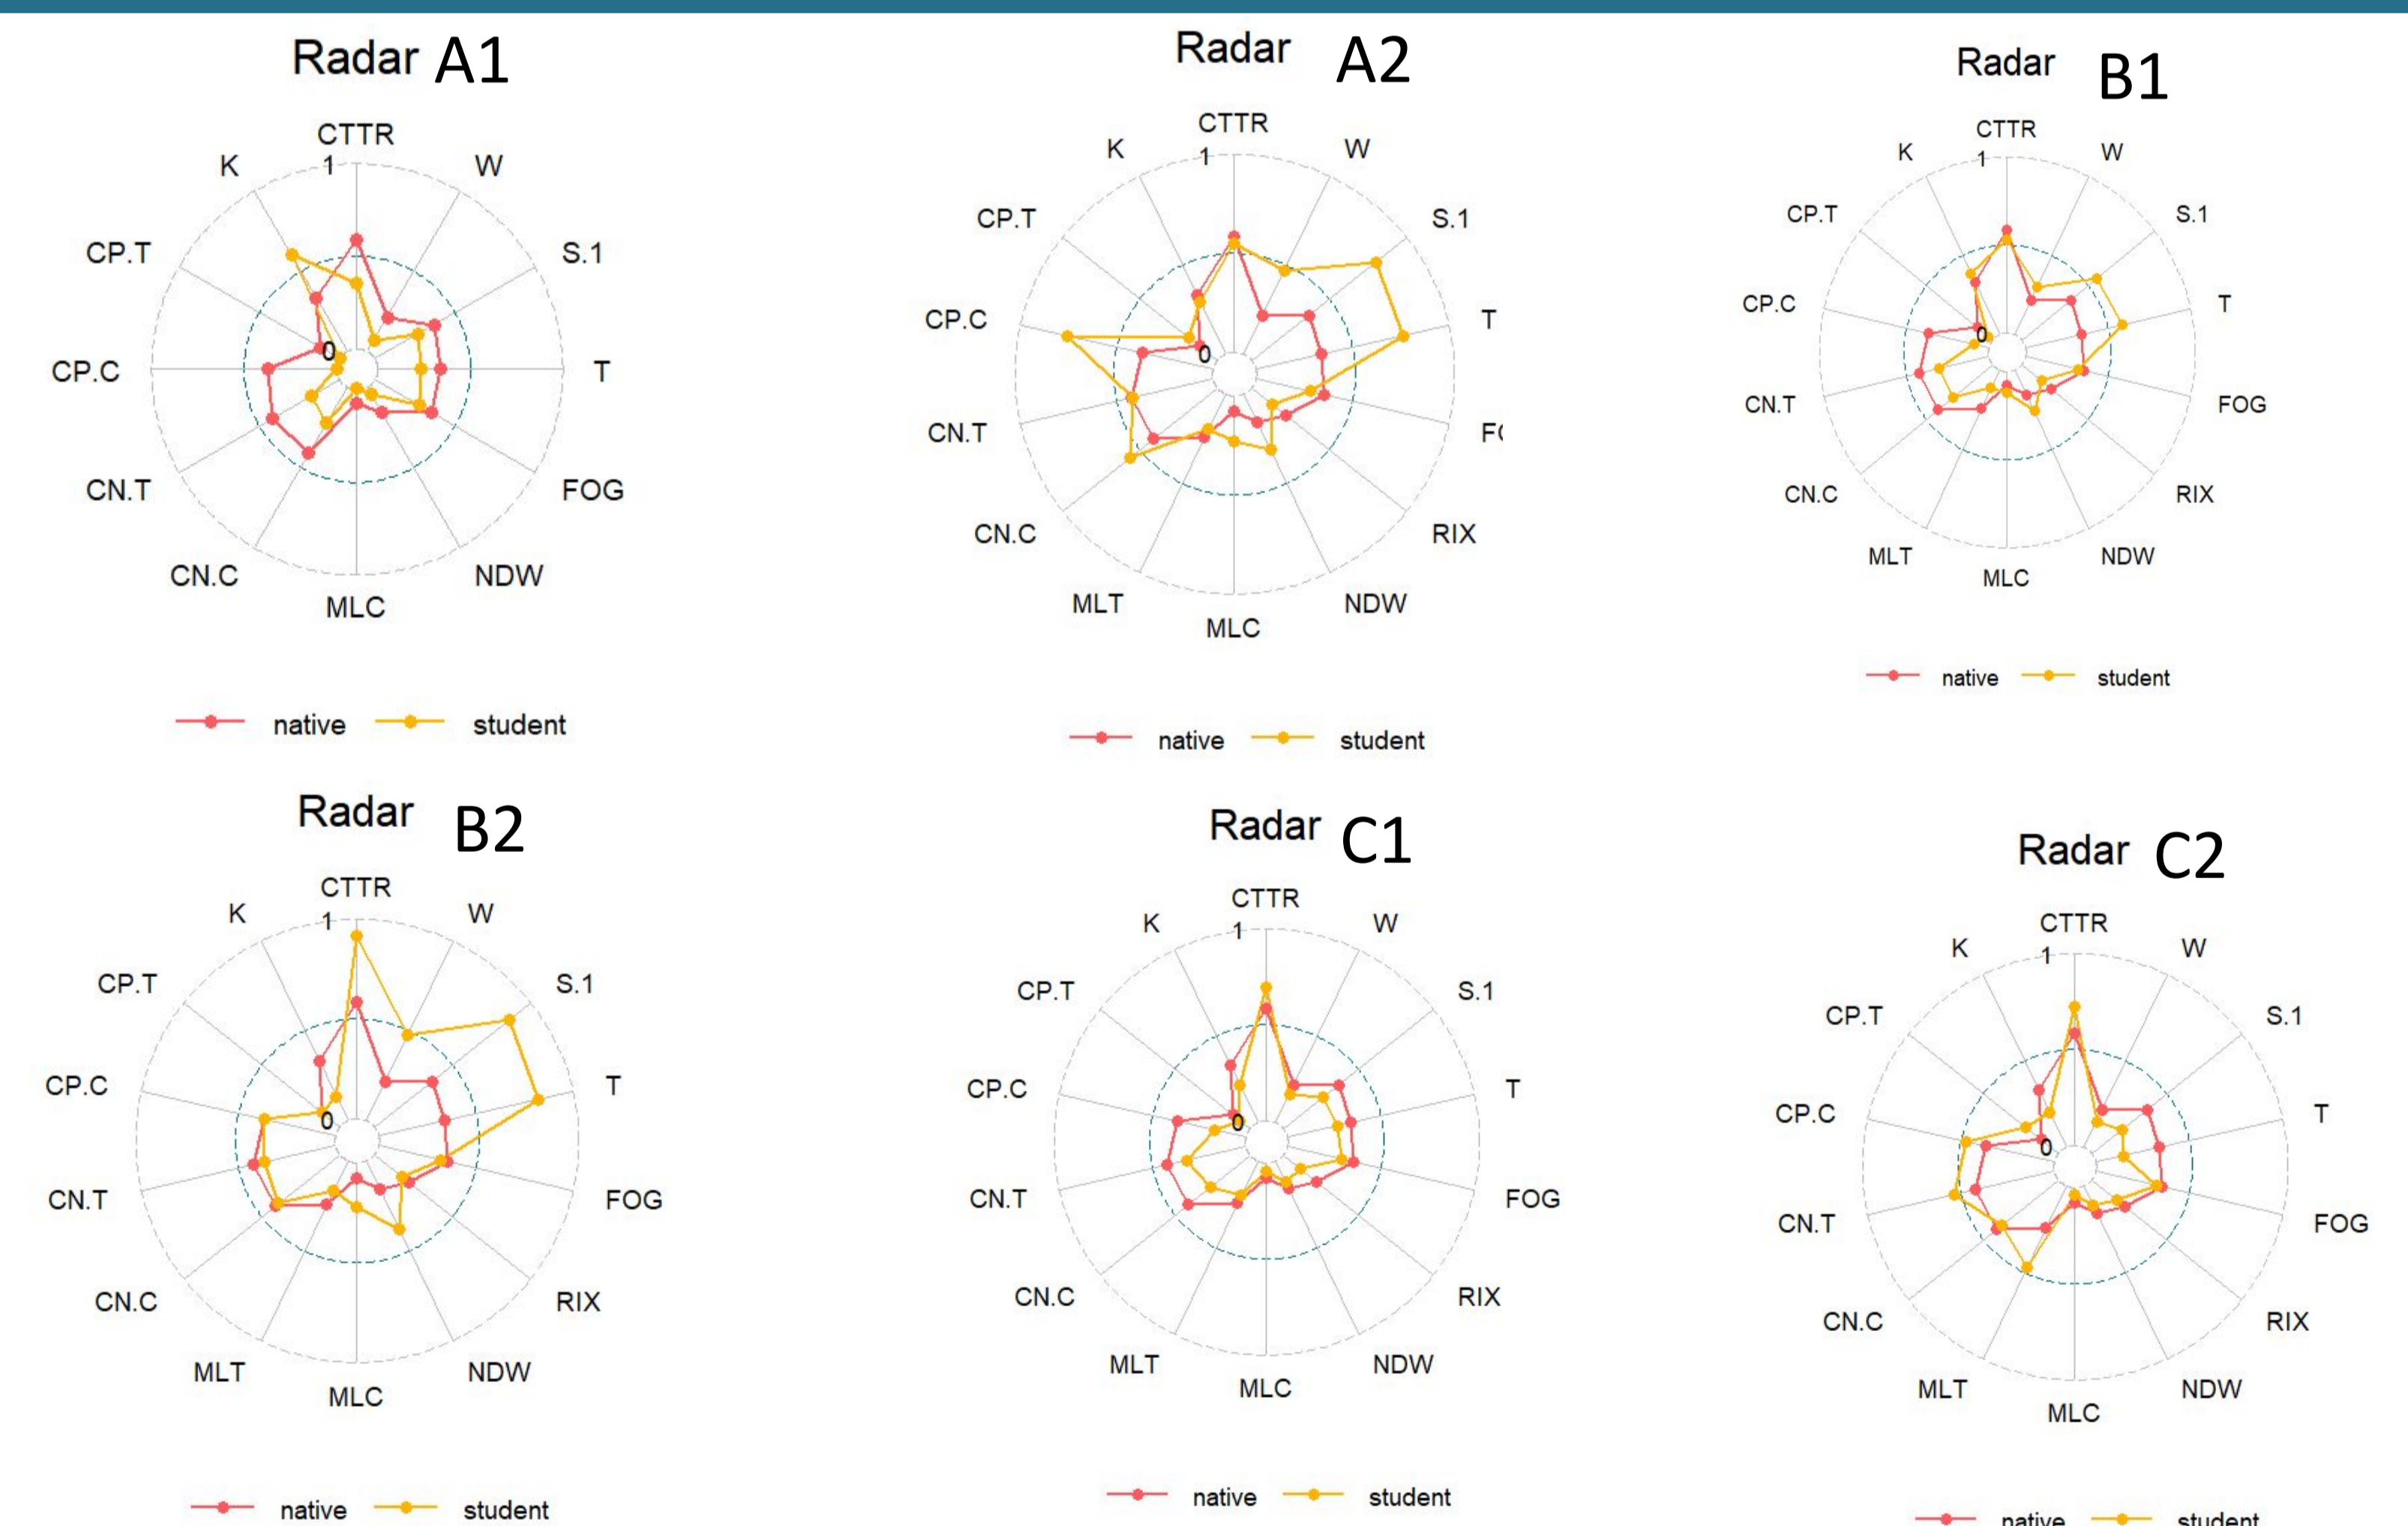 Radar A1
CTTR
K
1
W
CP.T
S.1
0
CP.C
T
CN.T
FOG
CN.C
NDW
MLC
native
student
Radar A2
CTTR
K
1
W
CP.T
S.1
CP.C
T
0
CN.T
FO
CN.C
RIX
MLT
NDW
MLC
native
student
Radar B1
CTTR
K
1
W
CP.T
S.1
CP.C
T
0
CN.T
FOG
CN.C
RIX
MLT
NDW
MLC
native
student
Radar B2
CTTR
K
1
W
CP.T
S.1
CP.C
T
0
CN.T
FOG
CN.C
RIX
MLT
NDW
MLC
native
student
Radar C1
CTTR
K
1
W
CP.T
S.1
CP.C
T
0
CN.T
FOG
CN.C
RIX
MLT
NDW
MLC
native
student
Radar C2
CTTR
K
1
W
CP.T
S.1
CP.C
T
0
CN.T
FOG
CN.C
RIX
MLT
NDW
MLC
native
student